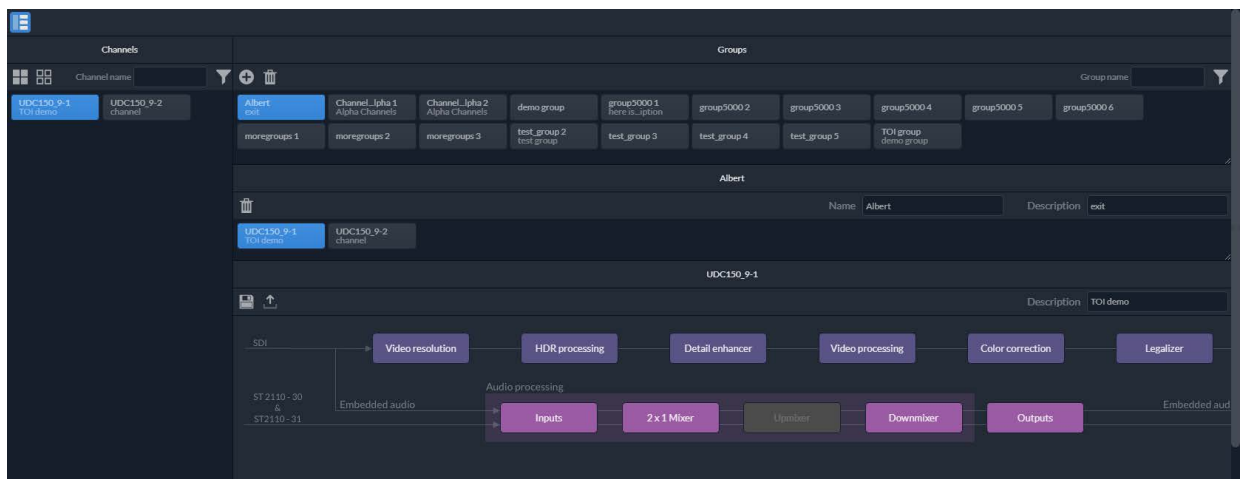 Channels
Groups
Channel name
Group name
UDC150_9-1
TOI demo
UDC150_9-2
channel
Albert
exit
Channel...lpha 1
Alpha Channels
Channel...lpha 2
Alpha Channels
demo group
group5000 1
here is...iption
group5000 2
group5000 3
group5000 4
group5000 5
group5000 6
moregroups 1
moregroups 2
moregroups 3
test_group 2
test group
test_group 3
test_group 4
test_group 5
TOI group
demo group
Albert
Name Albert Description exit
UDC150_9-1
TOI demo
UDC150_9-2
channel
UDC150_9-1
Description TOI demo
SDI
Video resolution
HDR processing
Detail enhancer
Video processing
Color correction
Legalizer
Audio processing
ST 2110 - 30
&
ST2110 - 31
Embedded audio
Inputs
2 x 1 Mixer
Upmixer
Downmixer
Outputs
Embedded aud